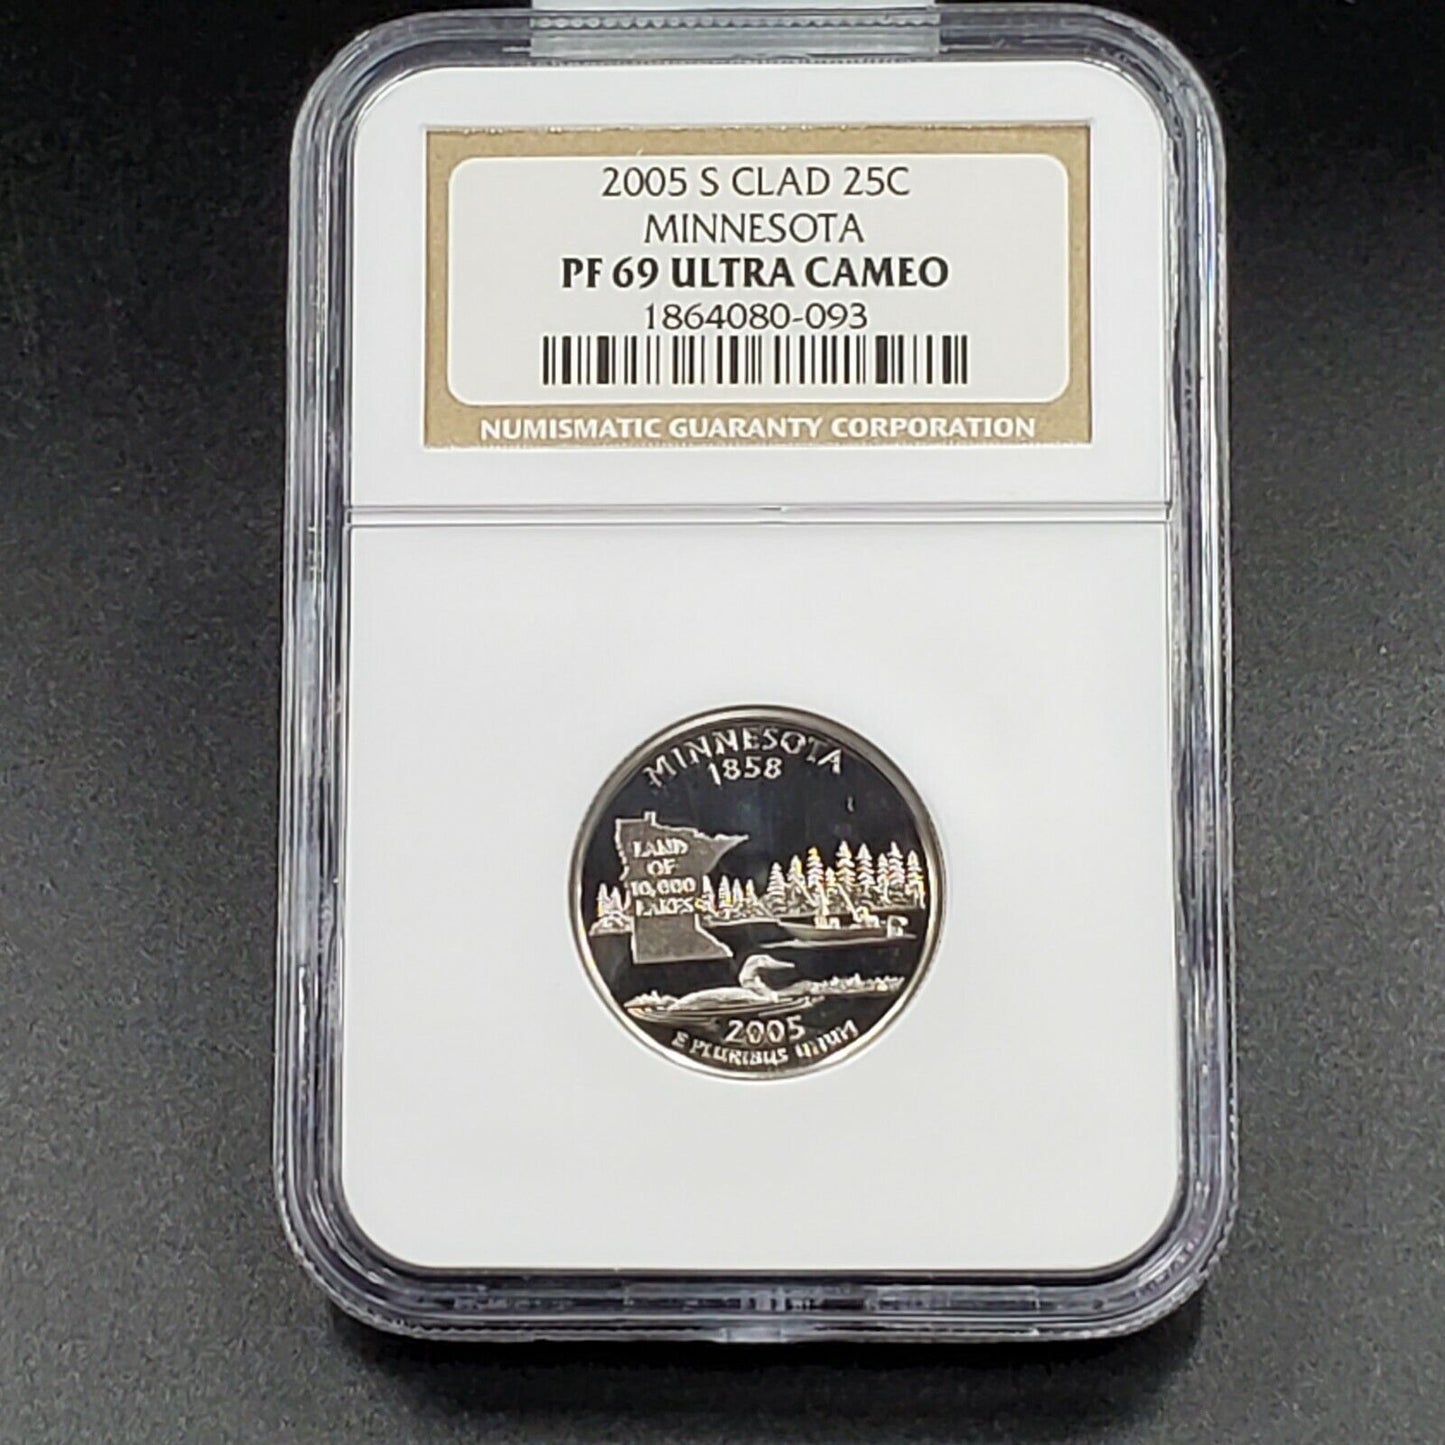 2005 S CLAD 25C
MINNESOTA
PF 69 ULTRA CAMEO
1864080-093
NUMISMATIC GUARANTY CORPORATION
MINNESOTA
1858
LAND
OF
10,000
LAKES
2005
E PLURIBUS UNUM